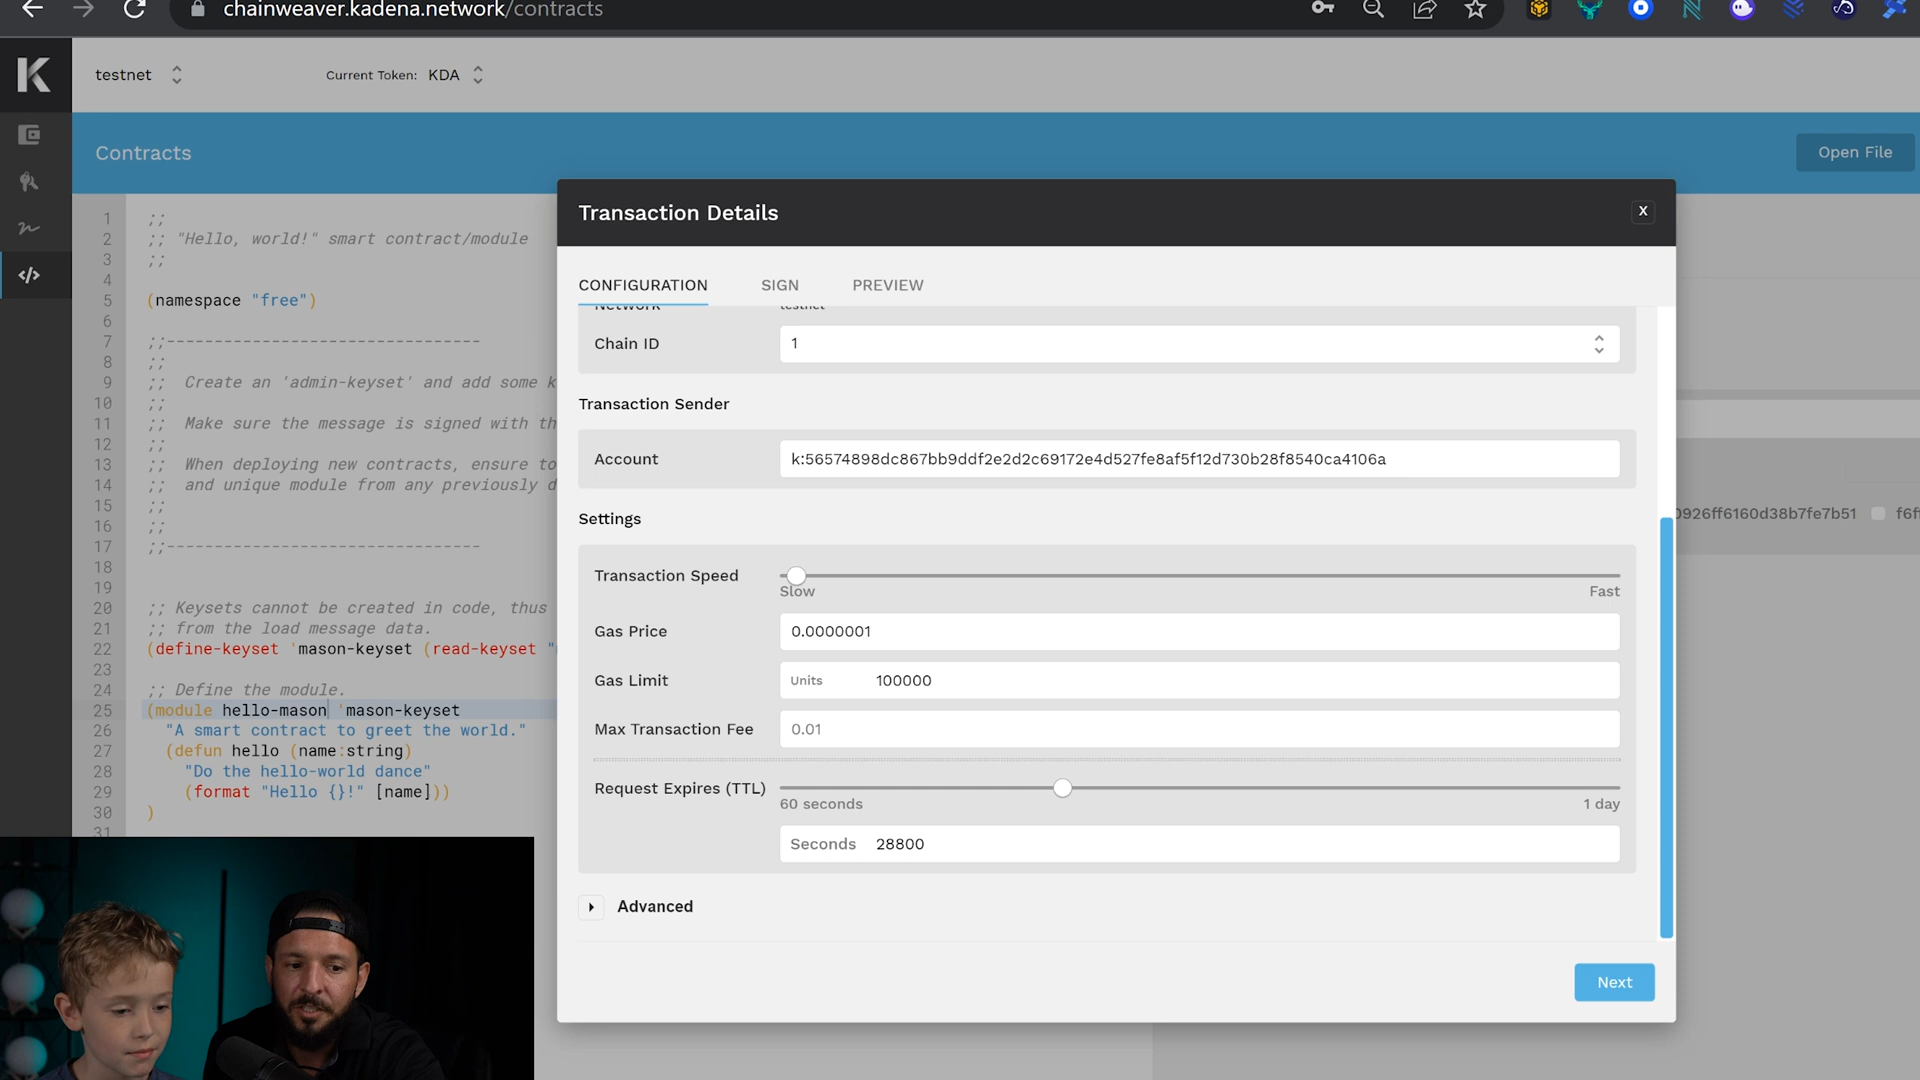 chainweaver.kadena.network/contracts
testnet
Current Token: KDA
Contracts
Open File
1 ;;
2 ;; "Hello, world!" smart contract/module
3 ;;
4
5 (namespace "free")
6
7 ;;---------------------------------
8 ;;
9 ;; Create an 'admin-keyset' and add some k
10 ;;
11 ;; Make sure the message is signed with th
12 ;;
13 ;; When deploying new contracts, ensure to
14 ;; and unique module from any previously d
15 ;;
16 ;;
17 ;;---------------------------------
18
19
20 ;; Keysets cannot be created in code, thus
21 ;; from the load message data.
22 (define-keyset 'mason-keyset (read-keyset "
23
24 ;; Define the module.
25 (module hello-mason 'mason-keyset
26 "A smart contract to greet the world."
27 (defun hello (name:string)
28 "Do the hello-world dance"
29 (format "Hello {}!" [name]))
30 )
31
Transaction Details
X
CONFIGURATION SIGN PREVIEW
Network testnet
Chain ID 1
Transaction Sender
Account k:56574898dc867bb9ddf2e2d2c69172e4d527fe8af5f12d730b28f8540ca4106a
Settings
Transaction Speed
Slow Fast
Gas Price 0.0000001
Gas Limit Units 100000
Max Transaction Fee 0.01
Request Expires (TTL)
60 seconds 1 day
Seconds 28800
Advanced
Next
0926ff6160d38b7fe7b51 f6ff